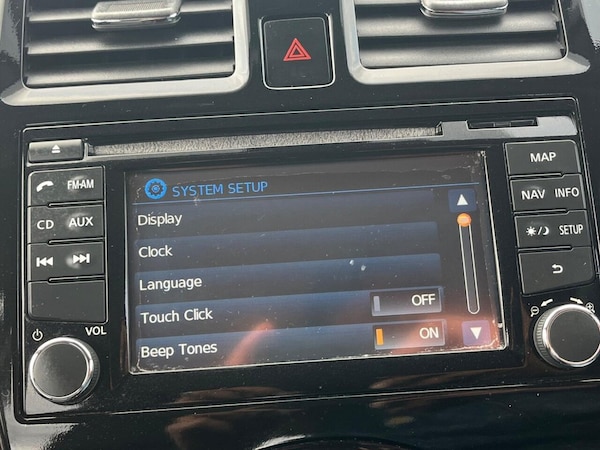 SYSTEM SETUP
Display
Clock
Language
Touch Click
OFF
Beep Tones
ON
FM·AM
CD
AUX
VOL
MAP
NAV
INFO
SETUP